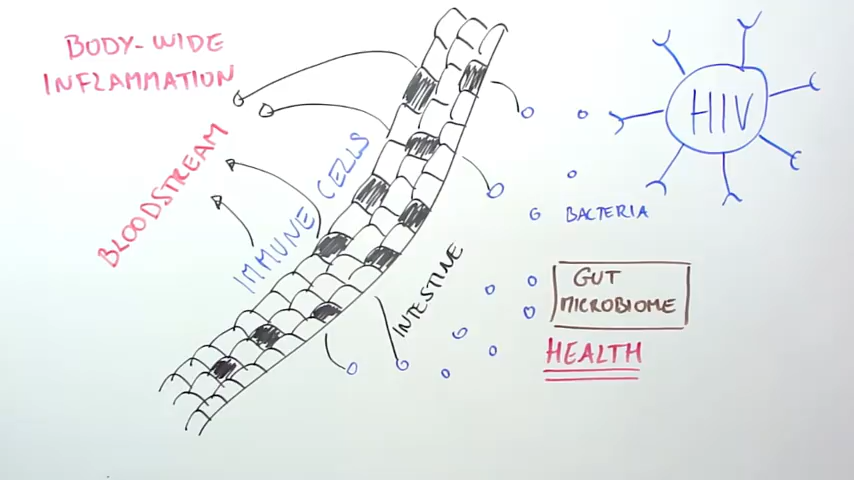 BODY-WIDE
INFLAMMATION
BLOODSTREAM
IMMUNE CELLS
INTESTINE
HIV
BACTERIA
GUT
MICROBIOME
HEALTH